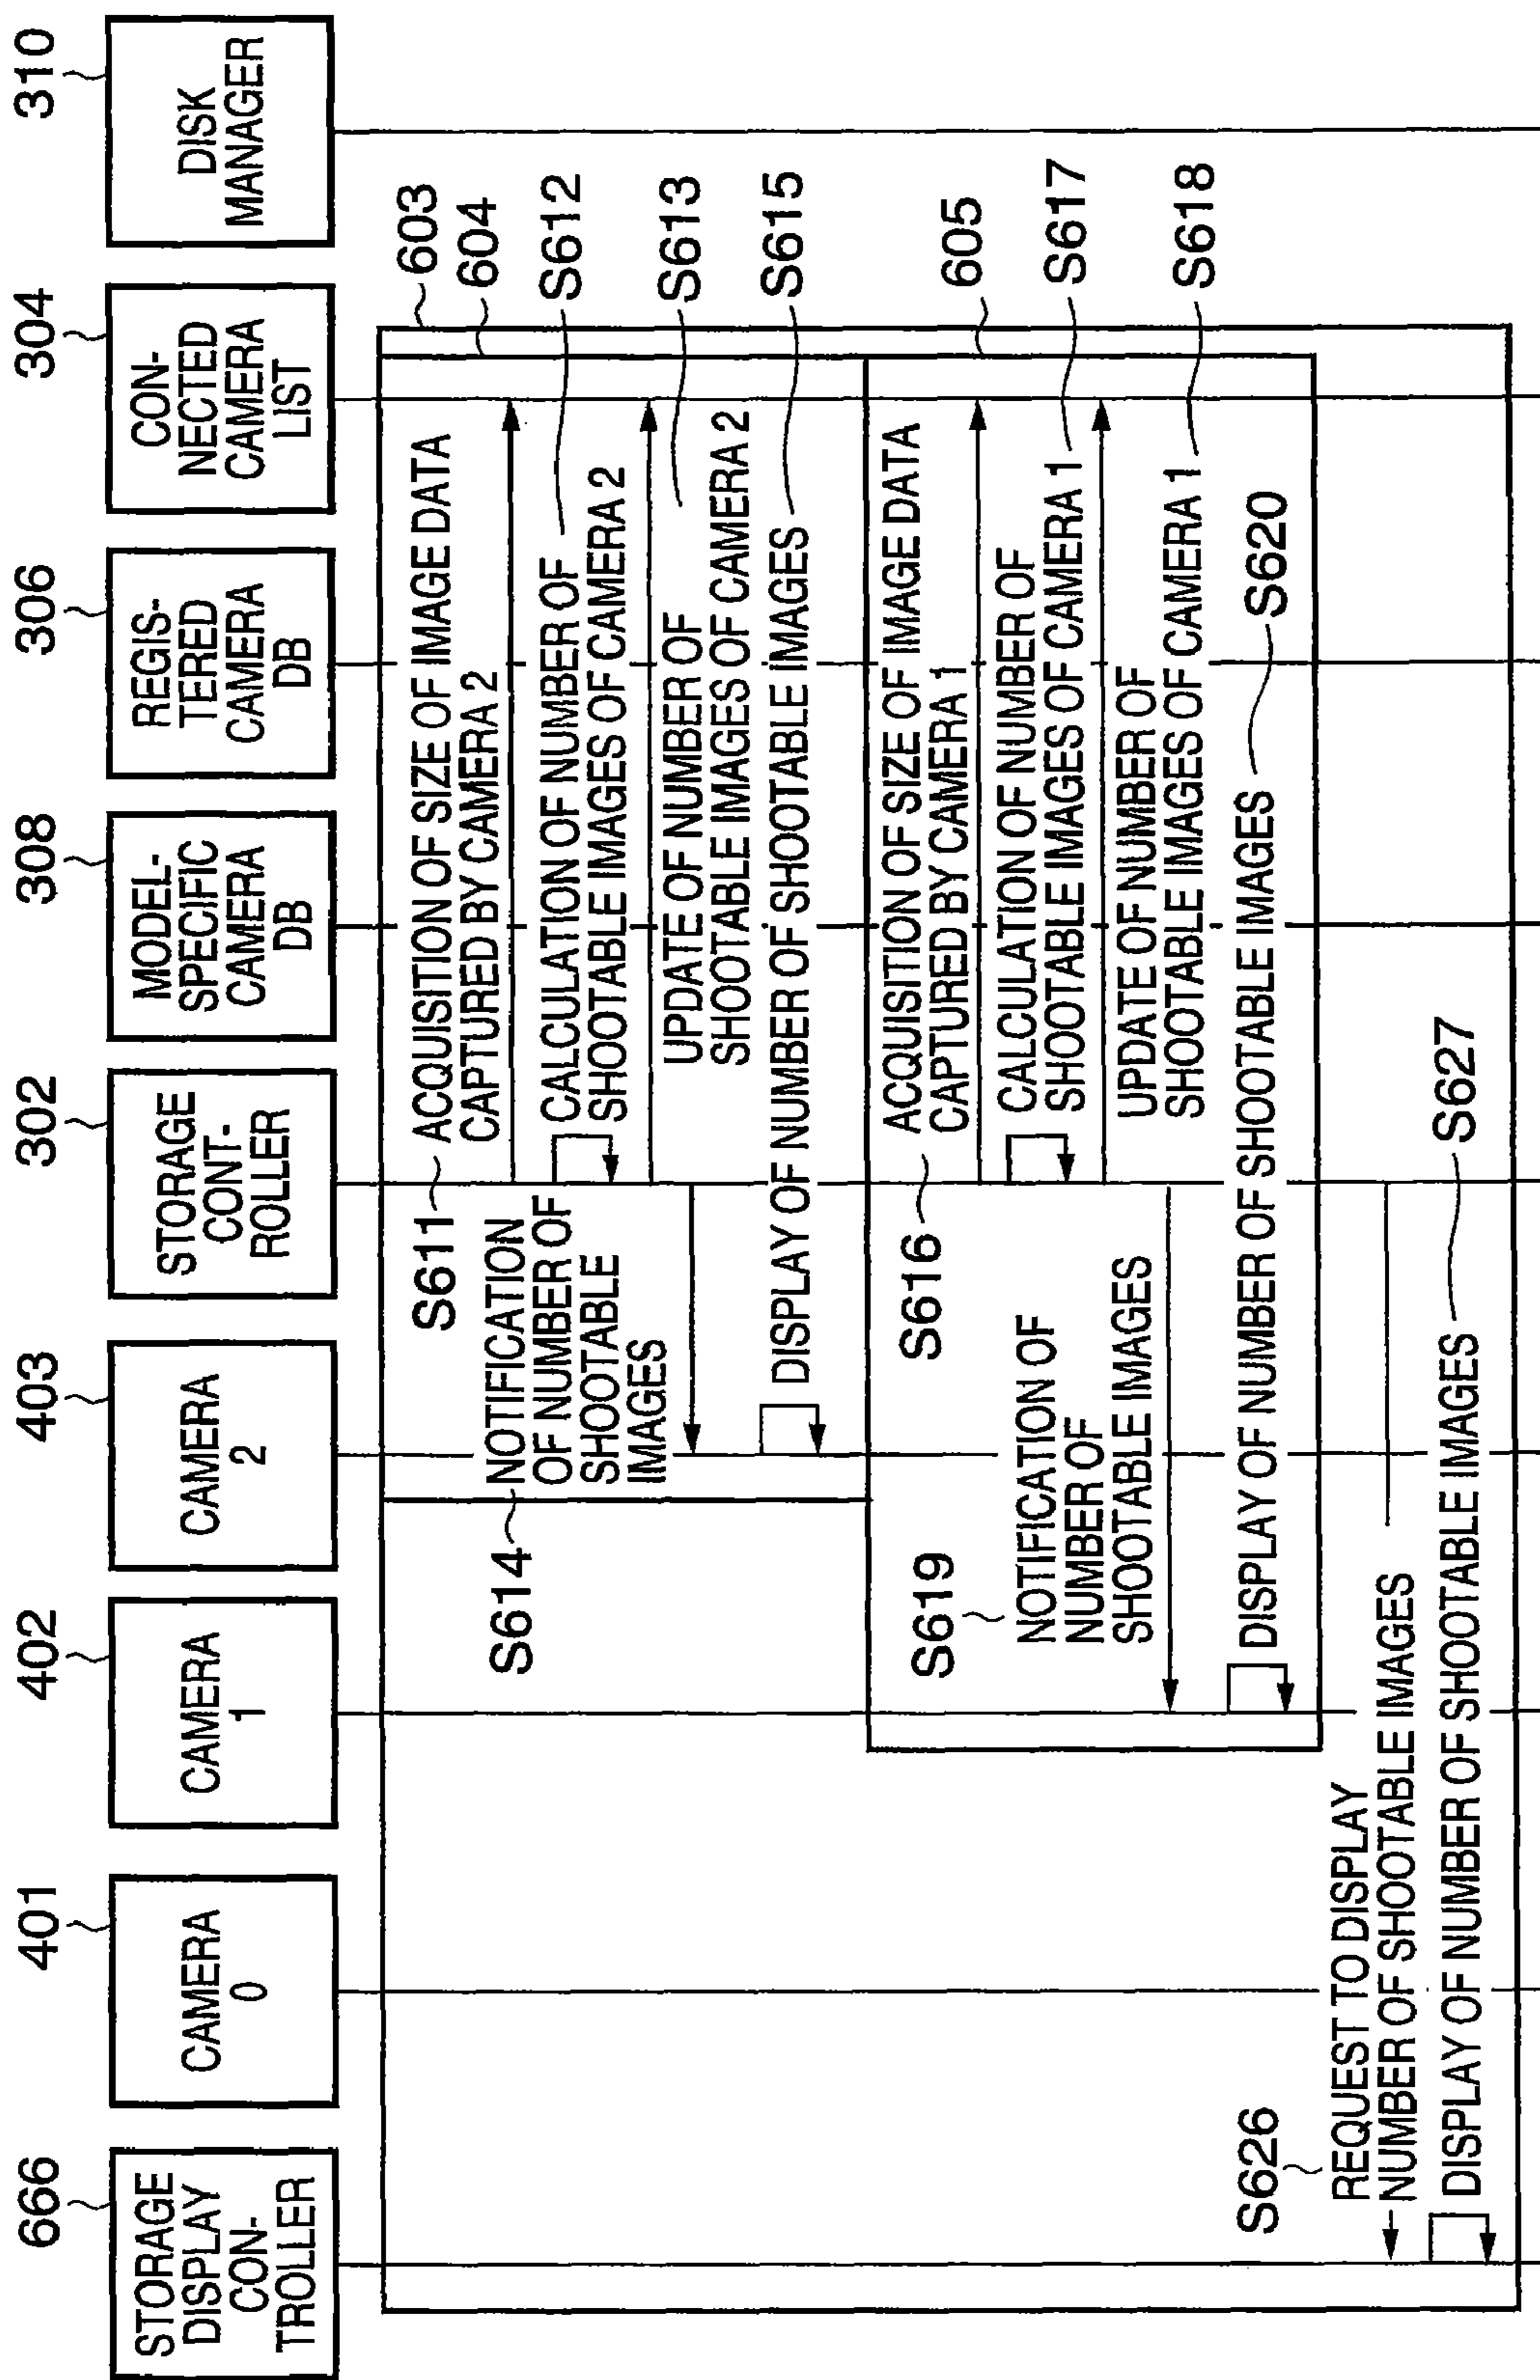 666
STORAGE
DISPLAY
CON-
TROLLER
401
CAMERA
0
402
CAMERA
1
403
CAMERA
2
302
STORAGE
CONT-
ROLLER
308
MODEL-
SPECIFIC
CAMERA
DB
306
REGIS-
TERED
CAMERA
DB
304
CON-
NECTED
CAMERA
LIST
310
DISK
MANAGER
603
604
S611
ACQUISITION OF SIZE OF IMAGE DATA
CAPTURED BY CAMERA 2
S612
CALCULATION OF NUMBER OF
SHOOTABLE IMAGES OF CAMERA 2
S613
UPDATE OF NUMBER OF
SHOOTABLE IMAGES OF CAMERA 2
S614
NOTIFICATION
OF NUMBER OF
SHOOTABLE
IMAGES
S615
DISPLAY OF NUMBER OF SHOOTABLE IMAGES
605
S616
ACQUISITION OF SIZE OF IMAGE DATA
CAPTURED BY CAMERA 1
S617
CALCULATION OF NUMBER OF
SHOOTABLE IMAGES OF CAMERA 1
S618
UPDATE OF NUMBER OF
SHOOTABLE IMAGES OF CAMERA 1
S619
NOTIFICATION OF
NUMBER OF
SHOOTABLE IMAGES
S620
DISPLAY OF NUMBER OF SHOOTABLE IMAGES
S626
REQUEST TO DISPLAY
NUMBER OF SHOOTABLE IMAGES
S627
DISPLAY OF NUMBER OF SHOOTABLE IMAGES